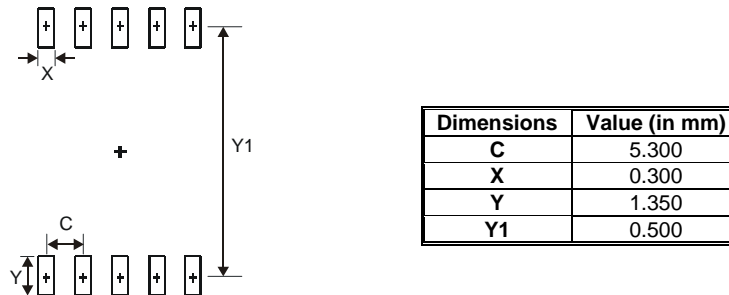 X
Y1
C
Y
Dimensions Value (in mm)
C 5.300
X 0.300
Y 1.350
Y1 0.500